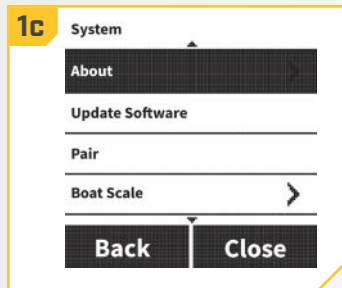 1c
System
About
Update Software
Pair
Boat Scale
Back Close